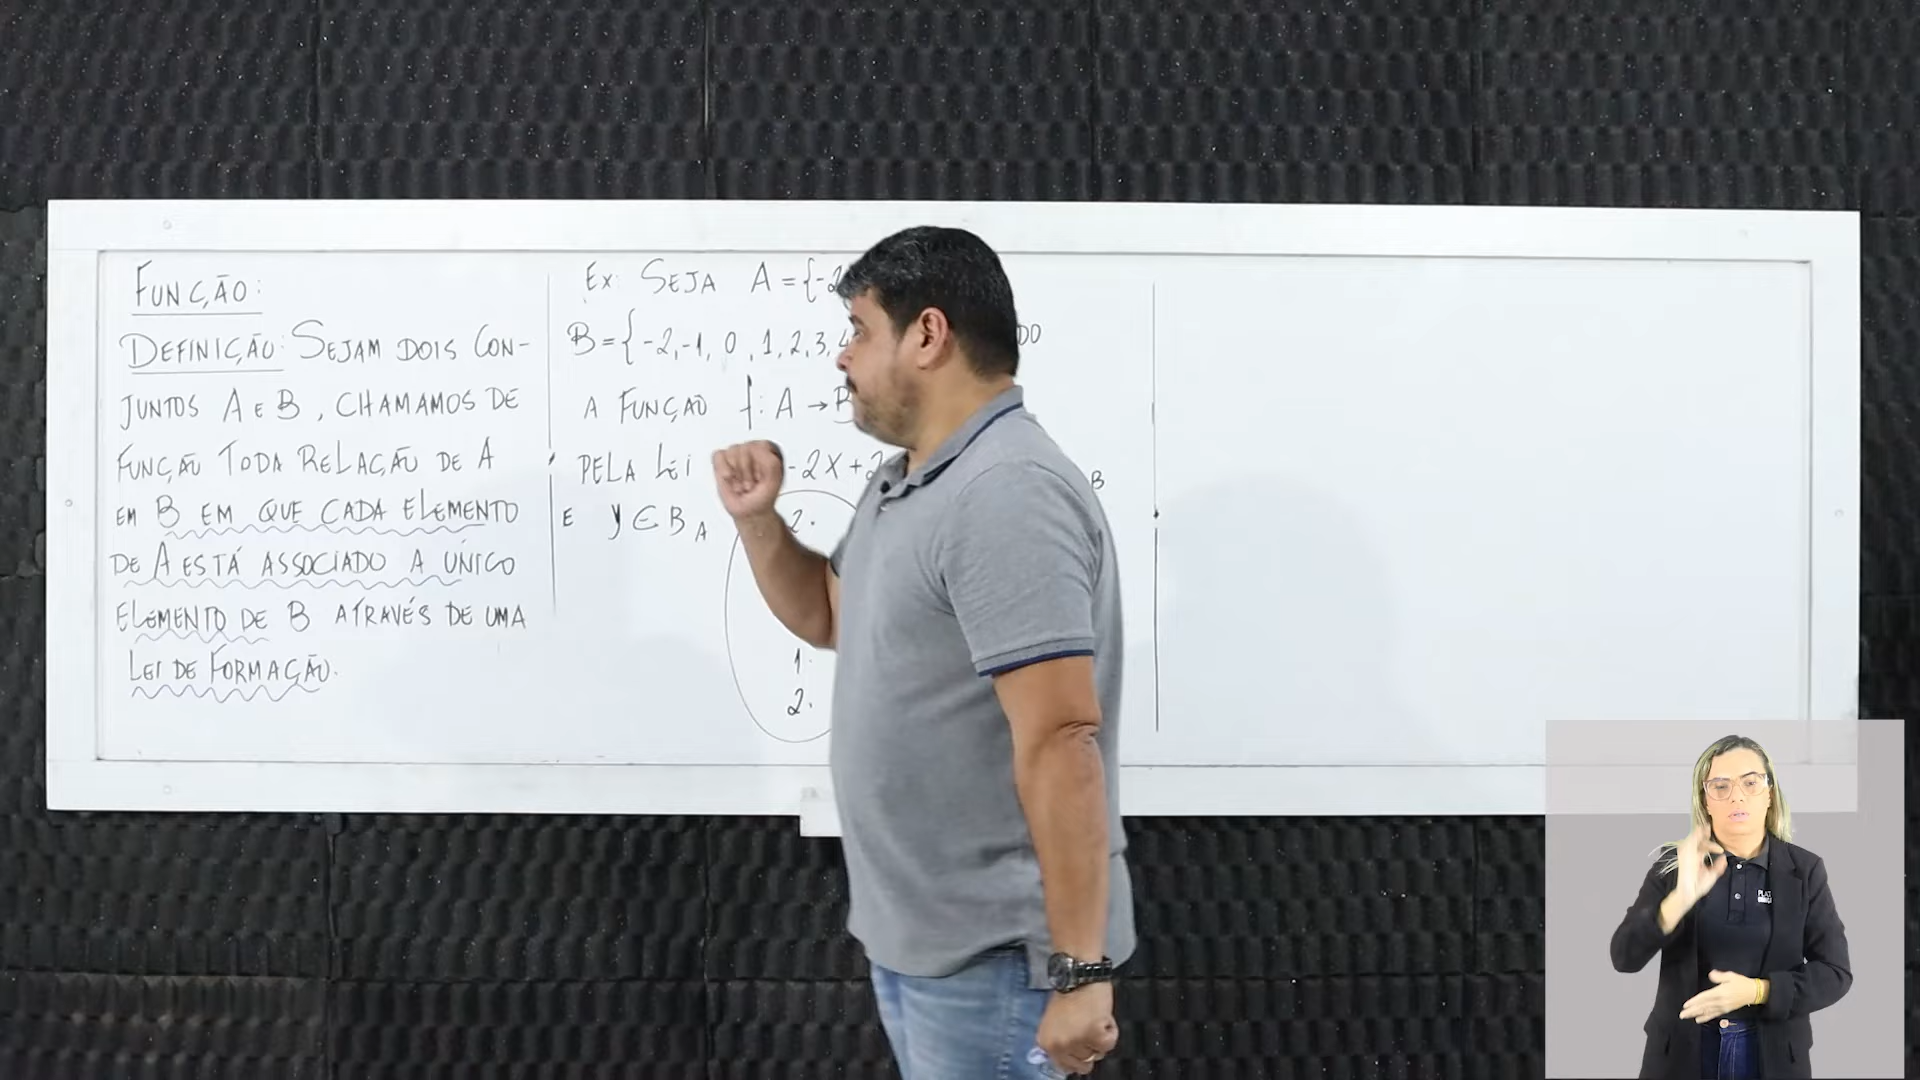 FUNÇÃO:
DEFINIÇÃO: SEJAM DOIS CON-
JUNTOS A E B, CHAMAMOS DE
FUNÇÃO TODA RELAÇÃO DE A
EM B EM QUE CADA ELEMENTO
DE A ESTÁ ASSOCIADO A ÚNICO
ELEMENTO DE B ATRAVÉS DE UMA
LEI DE FORMAÇÃO.
Ex: SEJA A = {-2
B = {-2, -1, 0, 1, 2, 3, 4
A FUNÇÃO f: A → B
PELA LEI -2X + 2
E y ∈ B
A
2.
1.
2.
B